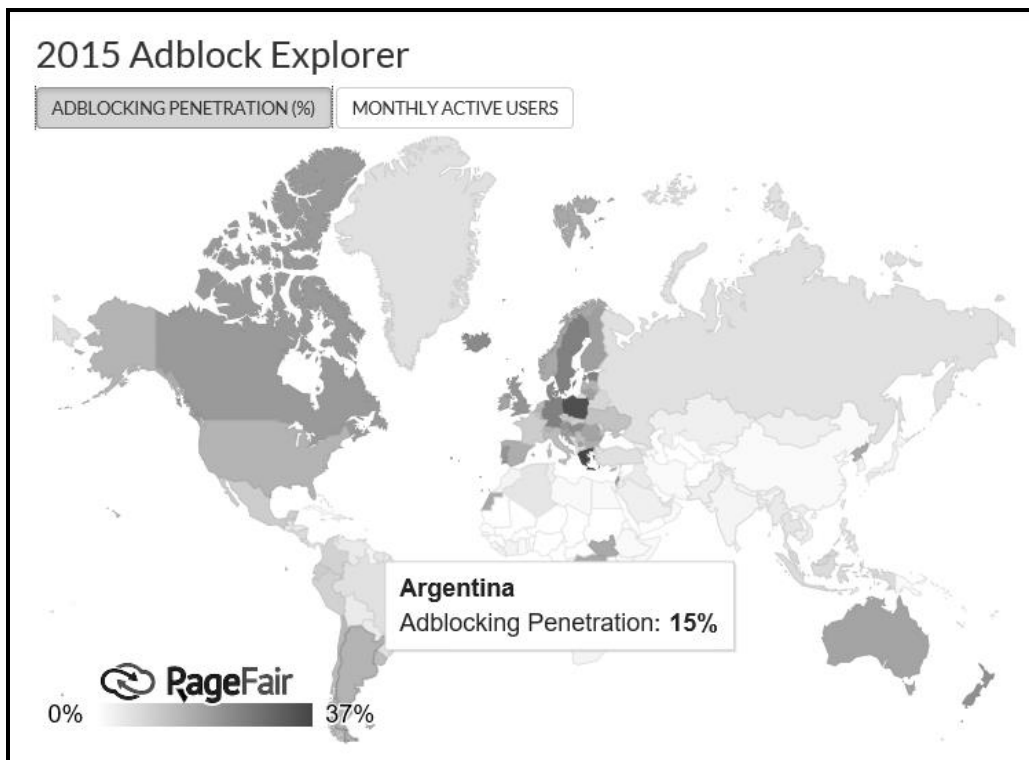 2015 Adblock Explorer
ADBLOCKING PENETRATION (%) MONTHLY ACTIVE USERS
Argentina
Adblocking Penetration: 15%
PageFair
0% 37%